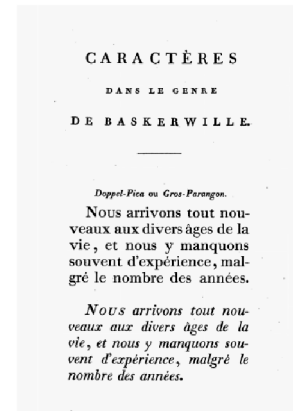 CARACTÈRES
DANS LE GENRE
DE BASKERWILLE.
Doppel-Pica ou Gros-Parangon.
Nous arrivons tout nou-
veaux aux divers âges de la
vie, et nous y manquons
souvent d'expérience, mal-
gré le nombre des années.
Nous arrivons tout nou-
veaux aux divers âges de la
vie, et nous y manquons sou-
vent d'expérience, malgré le
nombre des années.